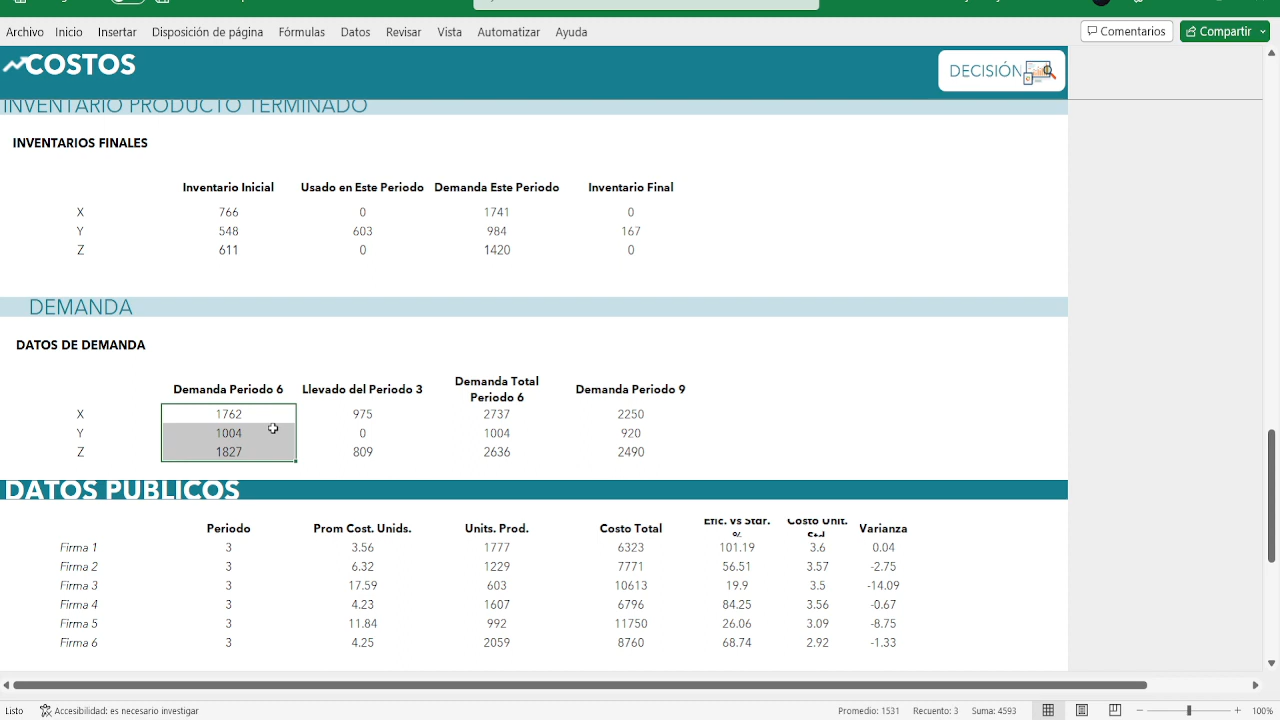 Archivo Inicio Insertar Disposición de página Fórmulas Datos Revisar Vista Automatizar Ayuda Comentarios Compartir
COSTOS
DECISIÓN
INVENTARIO PRODUCTO TERMINADO
INVENTARIOS FINALES
Inventario Inicial Usado en Este Periodo Demanda Este Periodo Inventario Final
X 766 0 1741 0
Y 548 603 984 167
Z 611 0 1420 0
DEMANDA
DATOS DE DEMANDA
Demanda Periodo 6 Llevado del Periodo 3 Demanda Total Periodo 6 Demanda Periodo 9
X 1762 975 2737 2250
Y 1004 0 1004 920
Z 1827 809 2636 2490
DATOS PUBLICOS
Periodo Prom Cost. Unids. Units. Prod. Costo Total Efic. vs Star. % Costo Unit. Std Varianza
Firma 1 3 3.56 1777 6323 101.19 3.6 0.04
Firma 2 3 6.32 1229 7771 56.51 3.57 -2.75
Firma 3 3 17.59 603 10613 19.9 3.5 -14.09
Firma 4 3 4.23 1607 6796 84.25 3.56 -0.67
Firma 5 3 11.84 992 11750 26.06 3.09 -8.75
Firma 6 3 4.25 2059 8760 68.74 2.92 -1.33
Listo Accesibilidad: es necesario investigar Promedio: 1531 Recuento: 3 Suma: 4593 100%